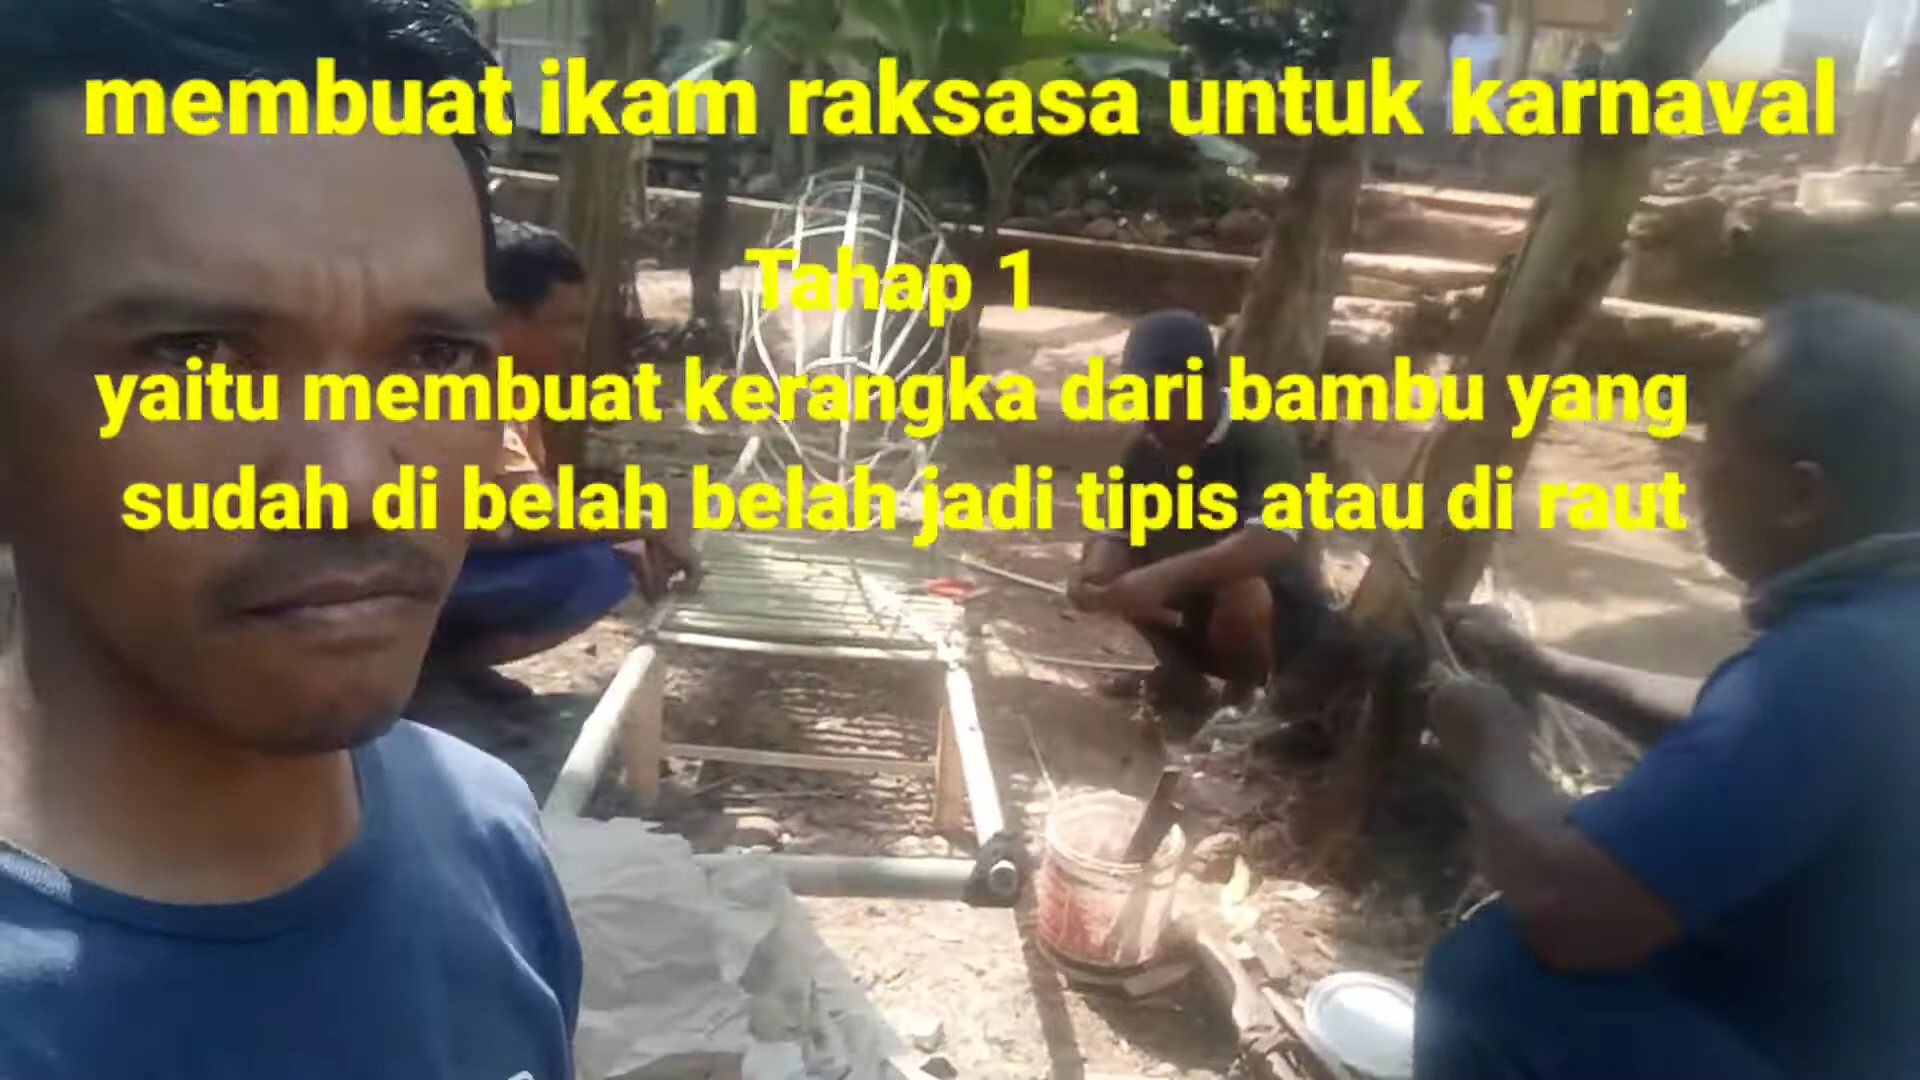 membuat ikam raksasa untuk karnaval
Tahap 1
yaitu membuat kerangka dari bambu yang
sudah di belah belah jadi tipis atau di raut